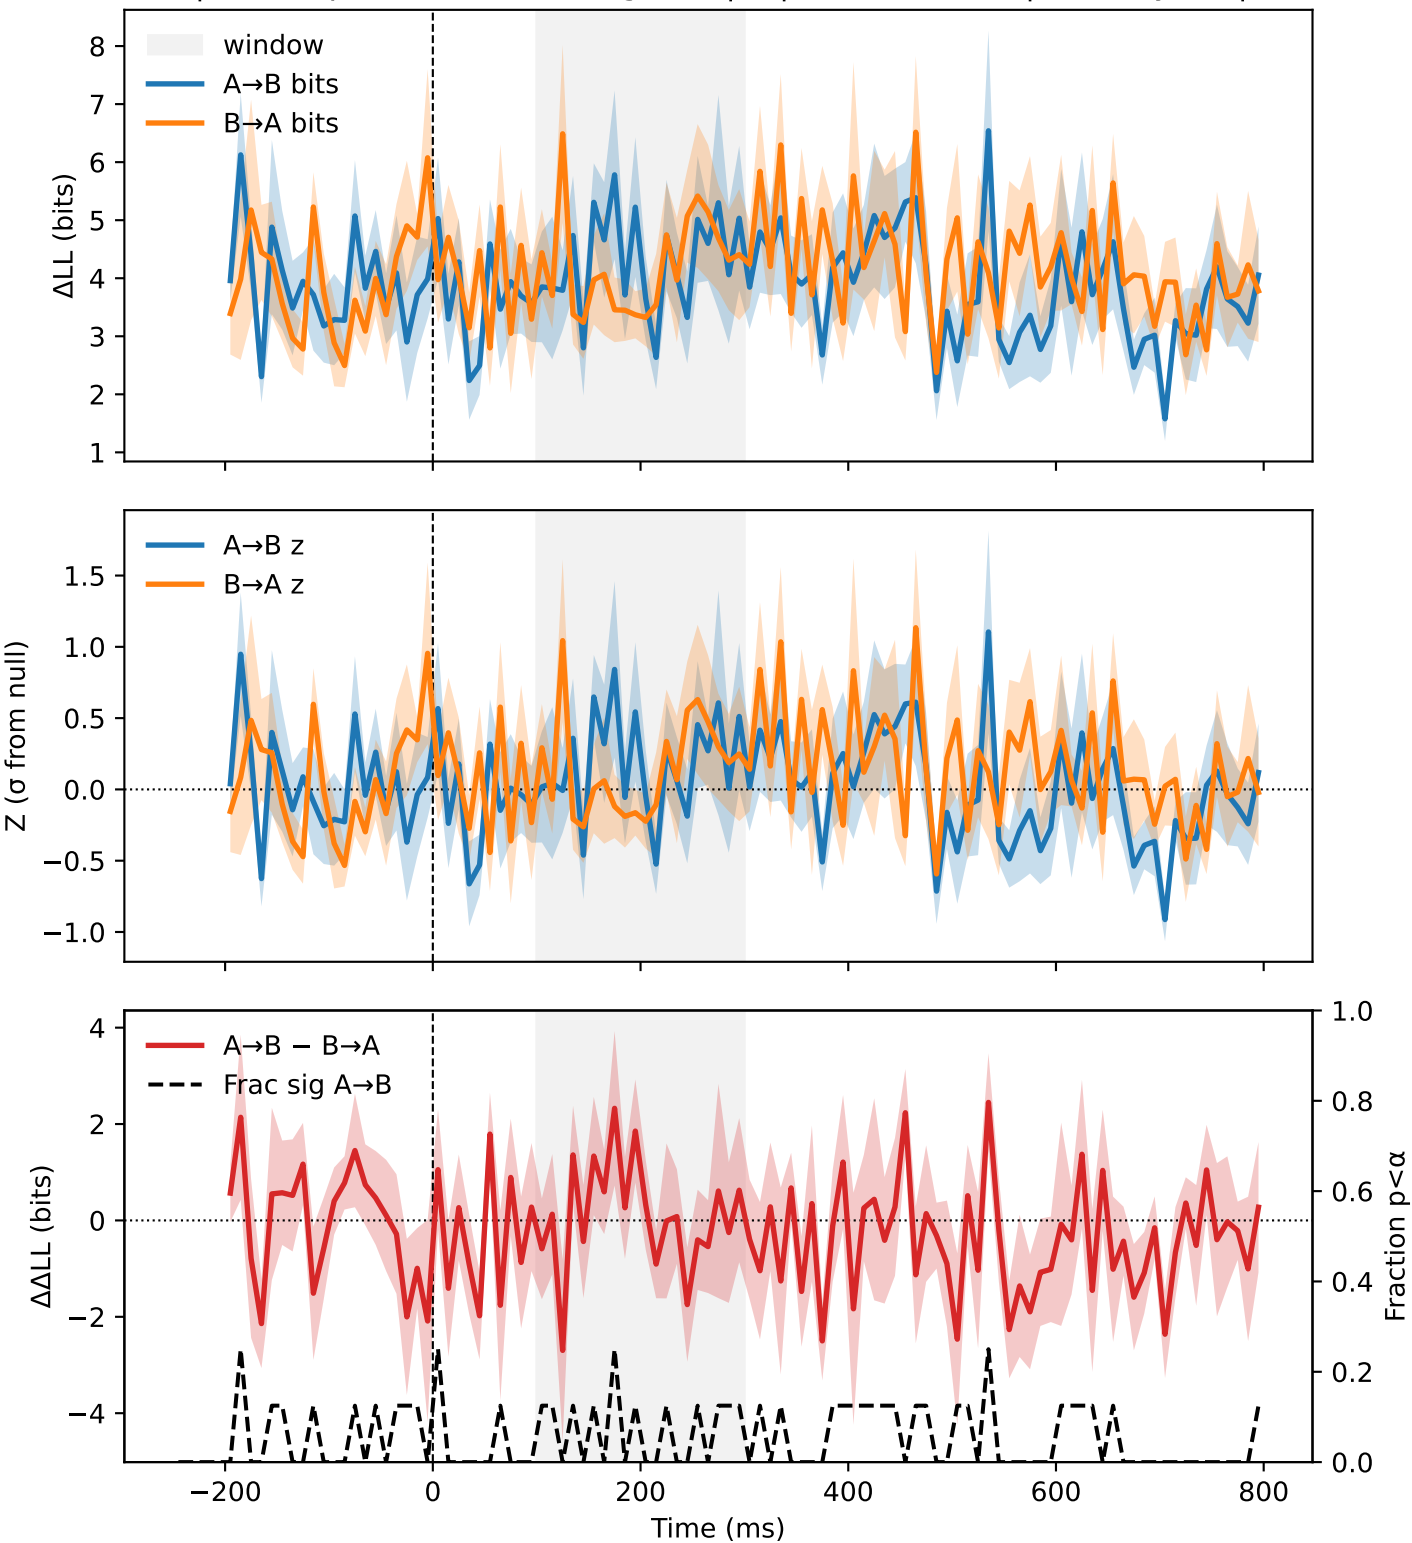 window
A→B bits
B→A bits
ΔLL (bits)
8
7
6
5
4
3
2
1
A→B z
B→A z
Z (σ from null)
1.5
1.0
0.5
0.0
−0.5
−1.0
A→B − B→A
Frac sig A→B
ΔΔLL (bits)
4
2
0
−2
−4
1.0
0.8
0.6
0.4
0.2
0.0
Fraction p<α
−200
0
200
400
600
800
Time (ms)